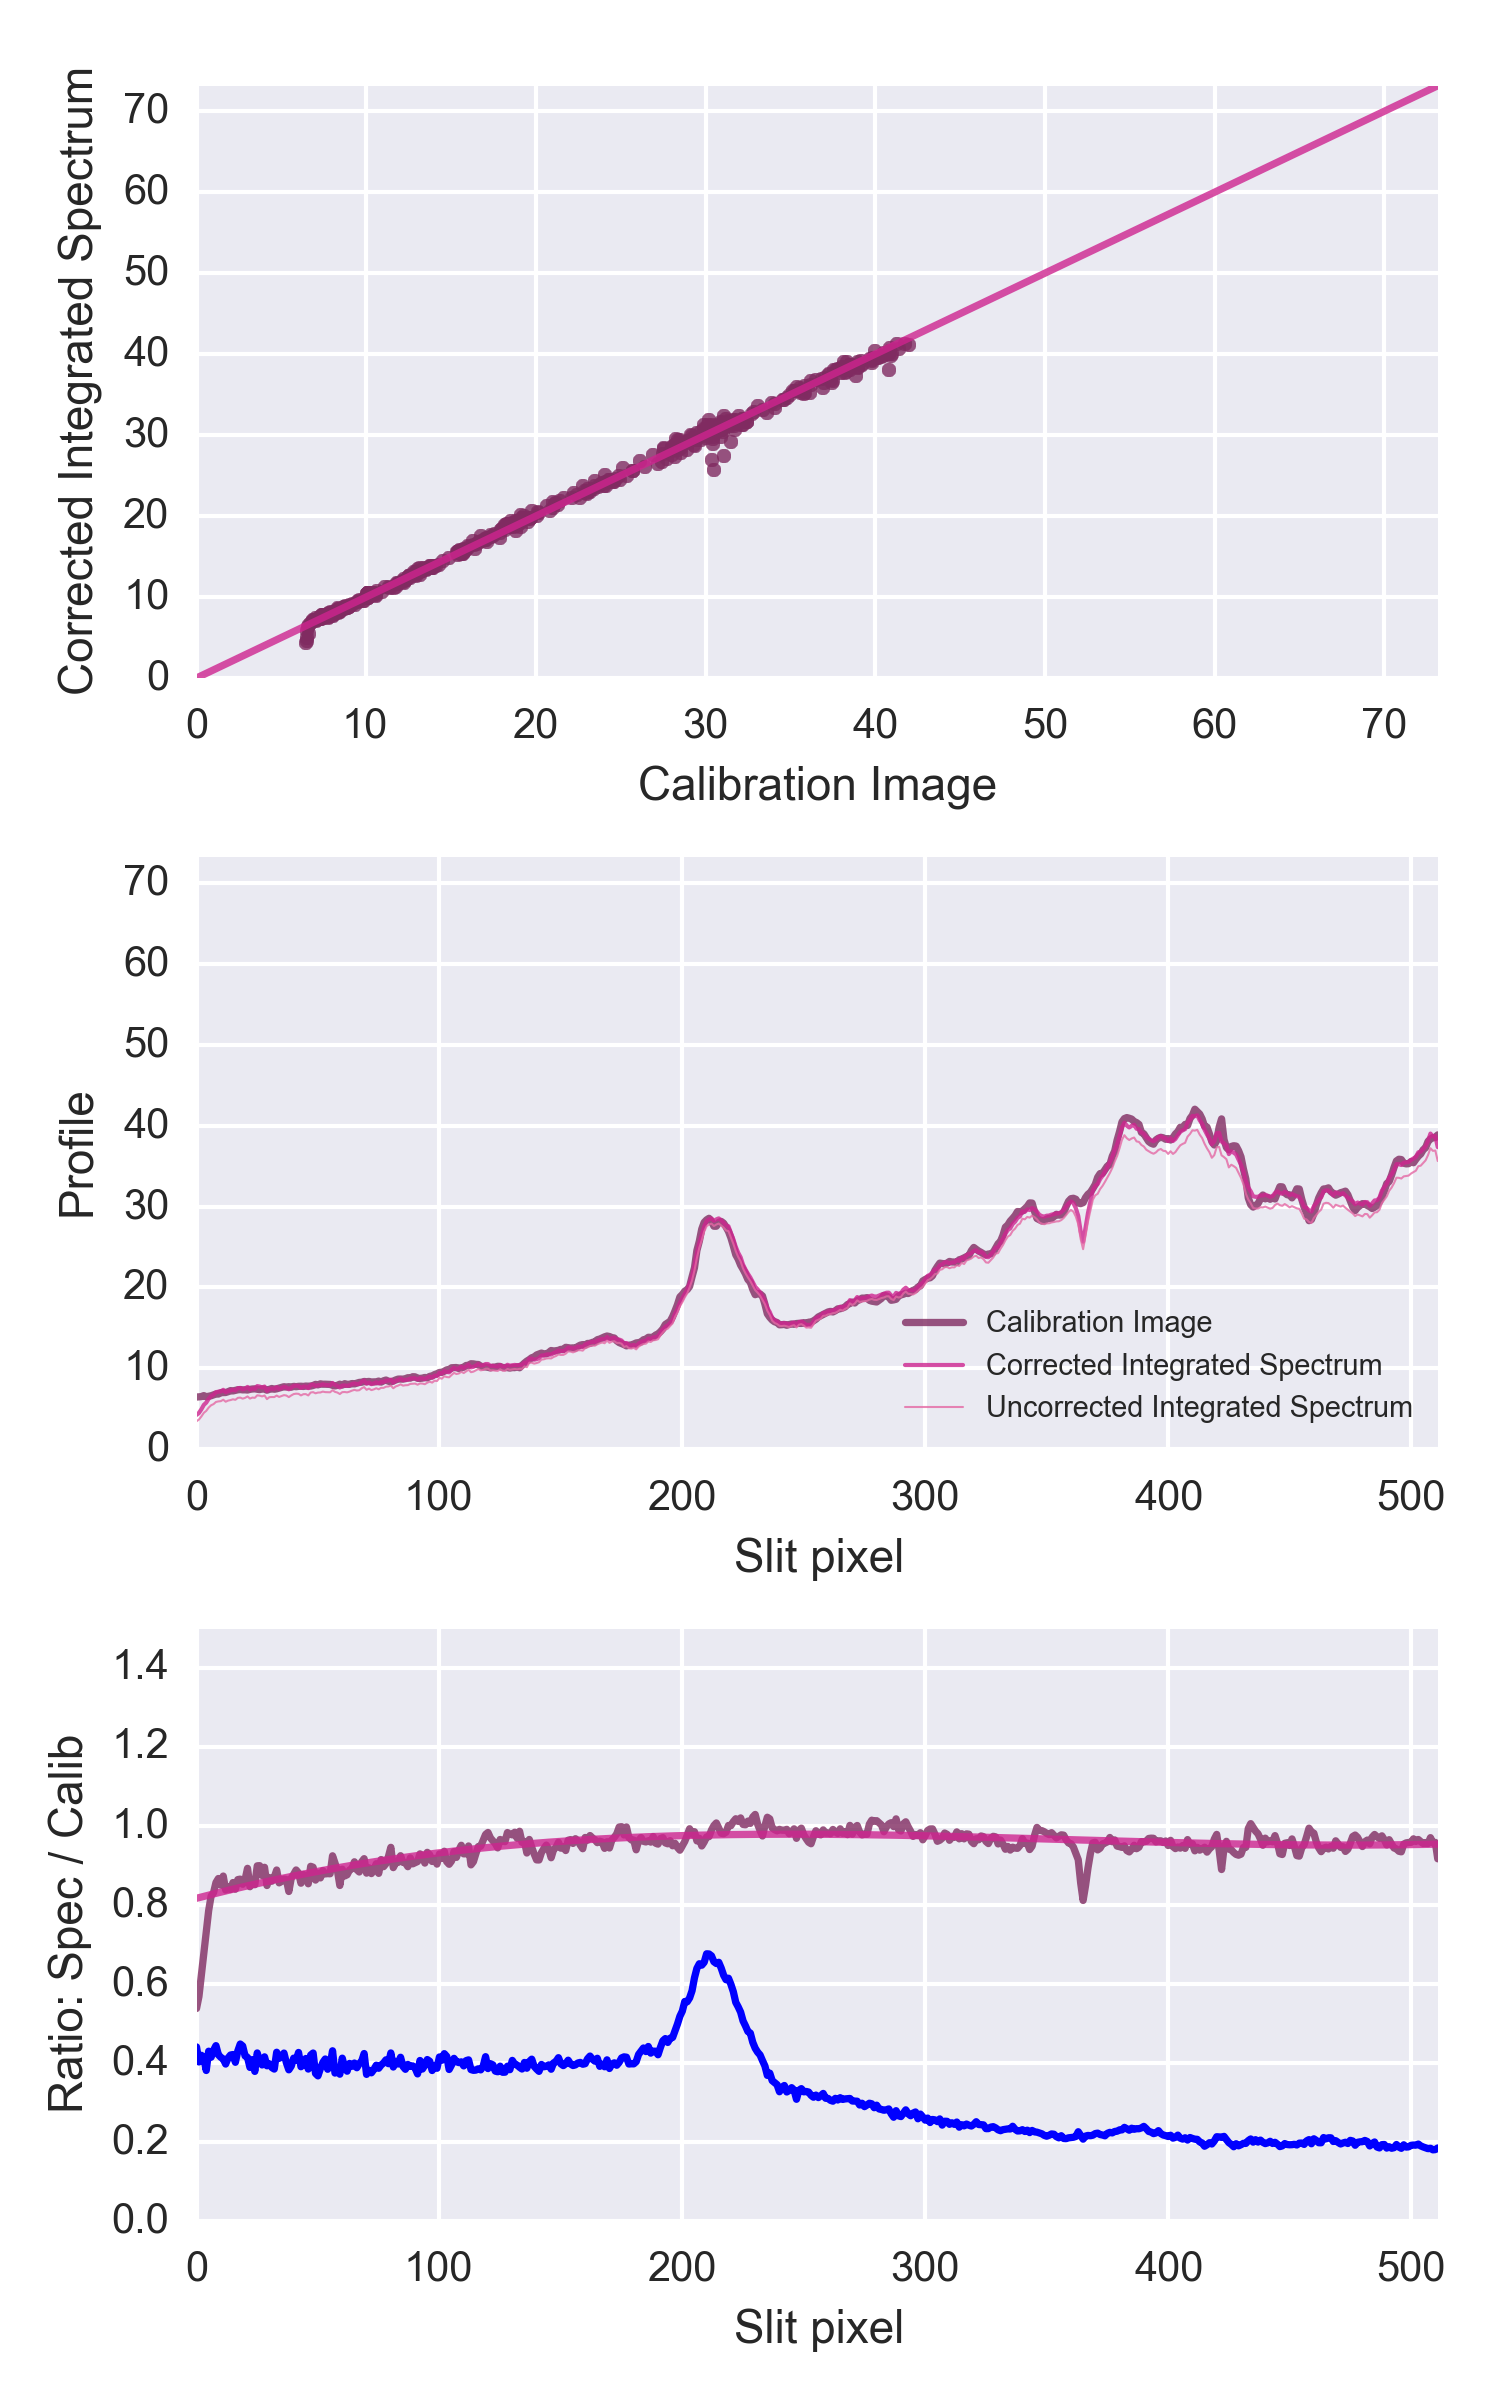 Corrected Integrated Spectrum
70
60
50
40
30
20
10
0
0 10 20 30 40 50 60 70
Calibration Image
Profile
70
60
50
40
30
20
10
0
Calibration Image
Corrected Integrated Spectrum
Uncorrected Integrated Spectrum
0 100 200 300 400 500
Slit pixel
Ratio: Spec / Calib
1.4
1.2
1.0
0.8
0.6
0.4
0.2
0.0
0 100 200 300 400 500
Slit pixel